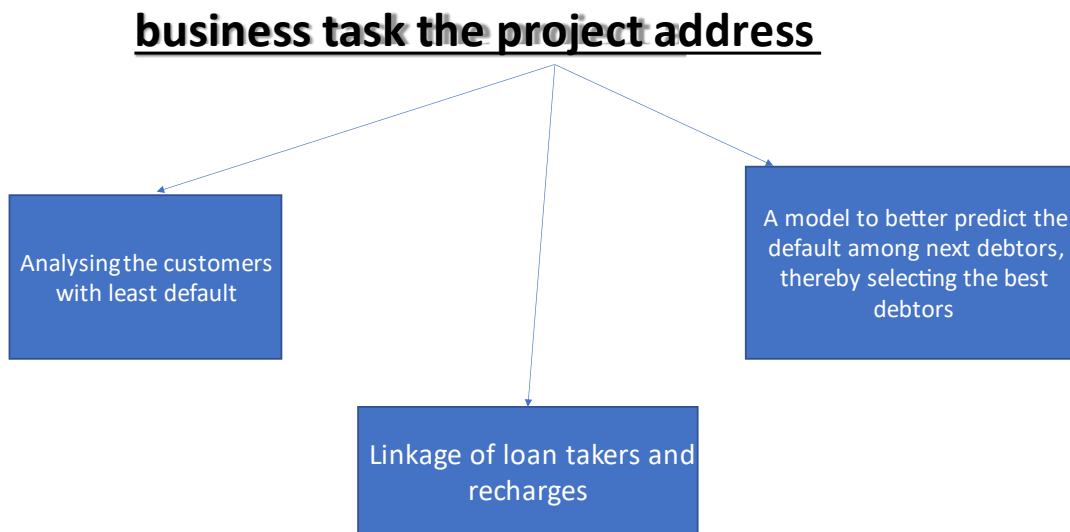 business task the project address
Analysing the customers
with least default
A model to better predict the
default among next debtors,
thereby selecting the best
debtors
Linkage of loan takers and
recharges